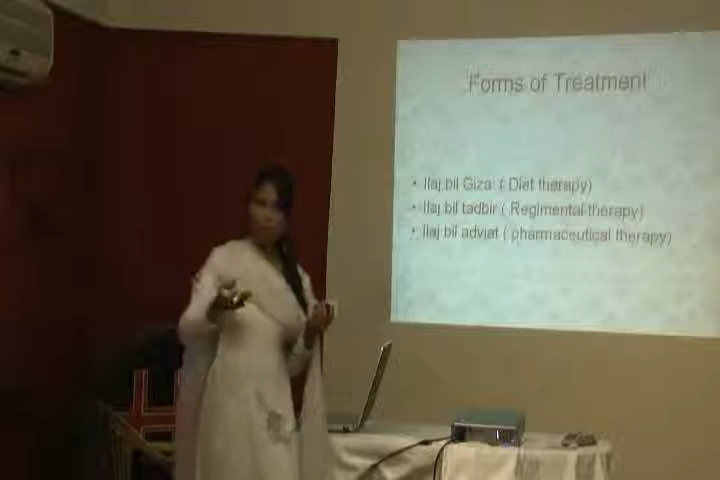 Forms of Treatment
• Ilaj bil Giza ( Diet therapy)
• Ilaj bil tadbir ( Regimental therapy)
• Ilaj bil adviat ( pharmaceutical therapy)